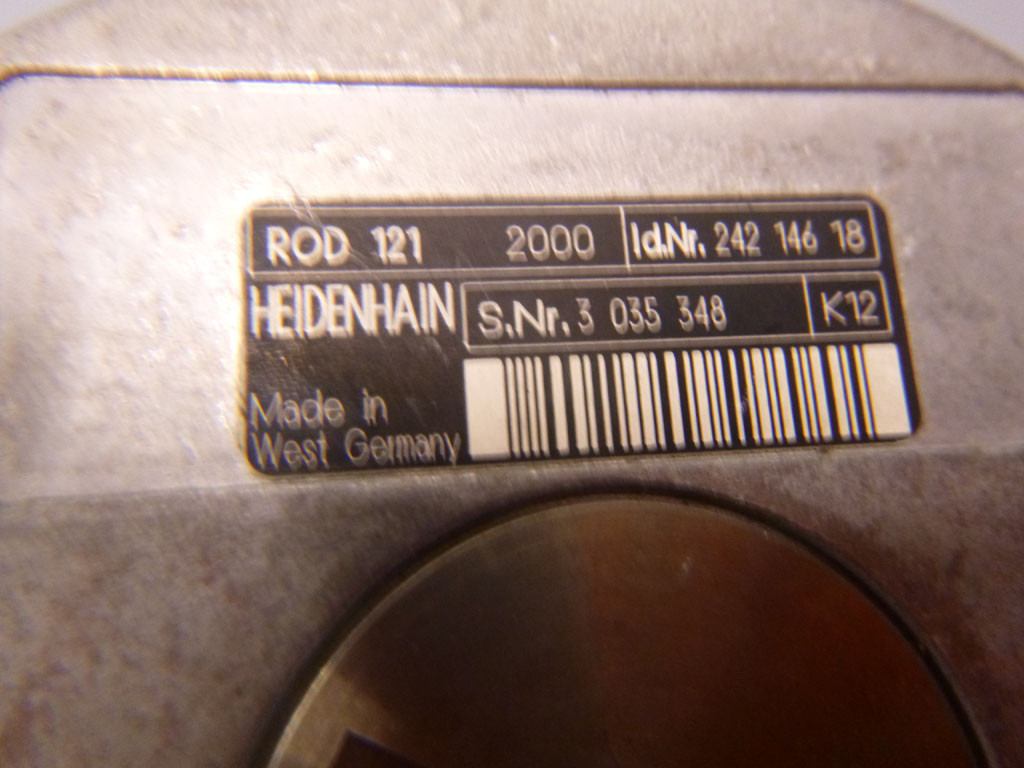 ROD 121 2000 Id.Nr. 242 146 18
HEIDENHAIN S.Nr. 3 035 348 K12
Made in
West Germany